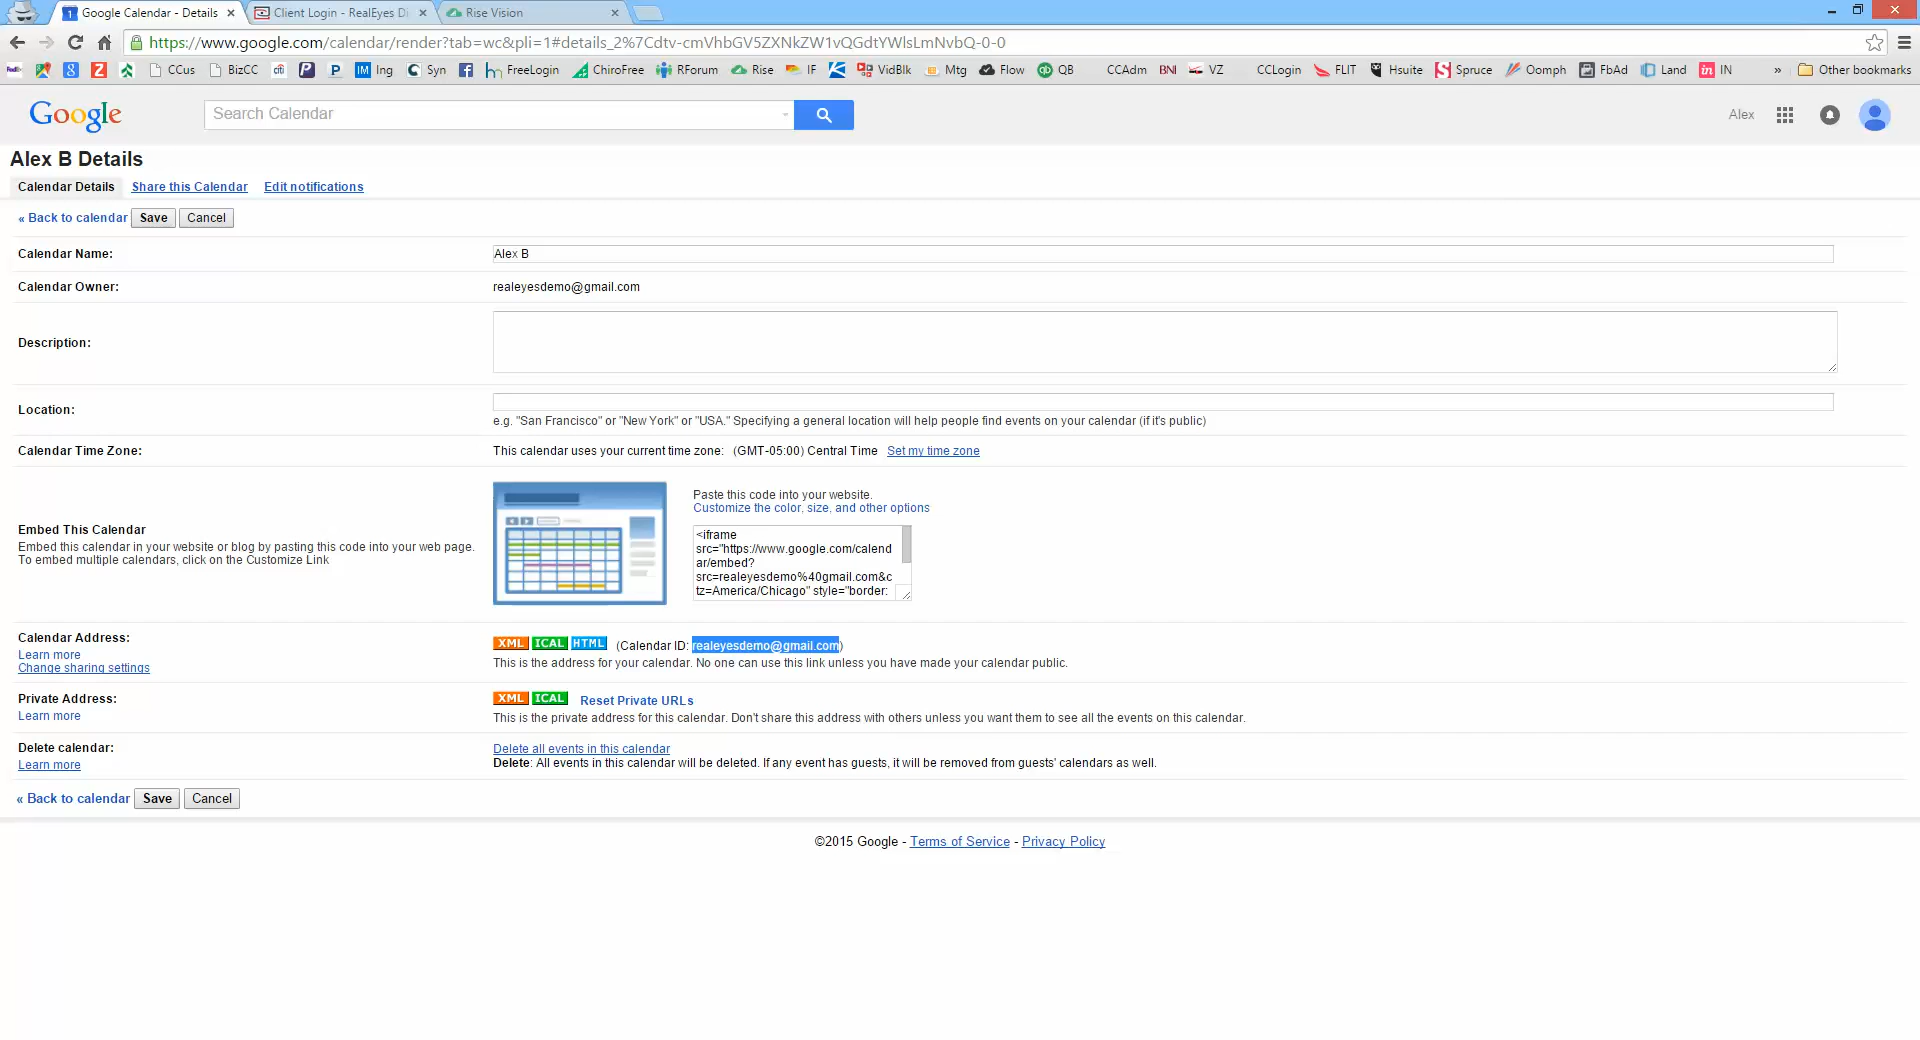 Google Calendar - Details
Client Login - RealEyes Di
Rise Vision
https://www.google.com/calendar/render?tab=wc&pli=1#details_2%7Cdtv-cmVhbGV5ZXNkZW1vQGdtYWlsLmNvbQ-0-0
FedEx 8 Z CCus BizCC citi P P IM Ing Syn FreeLogin ChiroFree RForum Rise IF VidBlk Mtg Flow QB CCAdm BNI VZ CCLogin FLIT Hsuite Spruce Oomph FbAd Land in IN » Other bookmarks
Google
Search Calendar
Alex
Alex B Details
Calendar Details Share this Calendar Edit notifications
« Back to calendar Save Cancel
Calendar Name: Alex B
Calendar Owner: realeyesdemo@gmail.com
Description:
Location:
e.g. "San Francisco" or "New York" or "USA." Specifying a general location will help people find events on your calendar (if it's public)
Calendar Time Zone: This calendar uses your current time zone: (GMT-05:00) Central Time Set my time zone
Embed This Calendar
Embed this calendar in your website or blog by pasting this code into your web page.
To embed multiple calendars, click on the Customize Link
Paste this code into your website.
Customize the color, size, and other options
<iframe
src="https://www.google.com/calend
ar/embed?
src=realeyesdemo%40gmail.com&c
tz=America/Chicago" style="border:
Calendar Address: XML ICAL HTML (Calendar ID: realeyesdemo@gmail.com)
Learn more
Change sharing settings
This is the address for your calendar. No one can use this link unless you have made your calendar public.
Private Address: XML ICAL Reset Private URLs
Learn more
This is the private address for this calendar. Don't share this address with others unless you want them to see all the events on this calendar.
Delete calendar: Delete all events in this calendar
Learn more
Delete: All events in this calendar will be deleted. If any event has guests, it will be removed from guests' calendars as well.
« Back to calendar Save Cancel
©2015 Google - Terms of Service - Privacy Policy